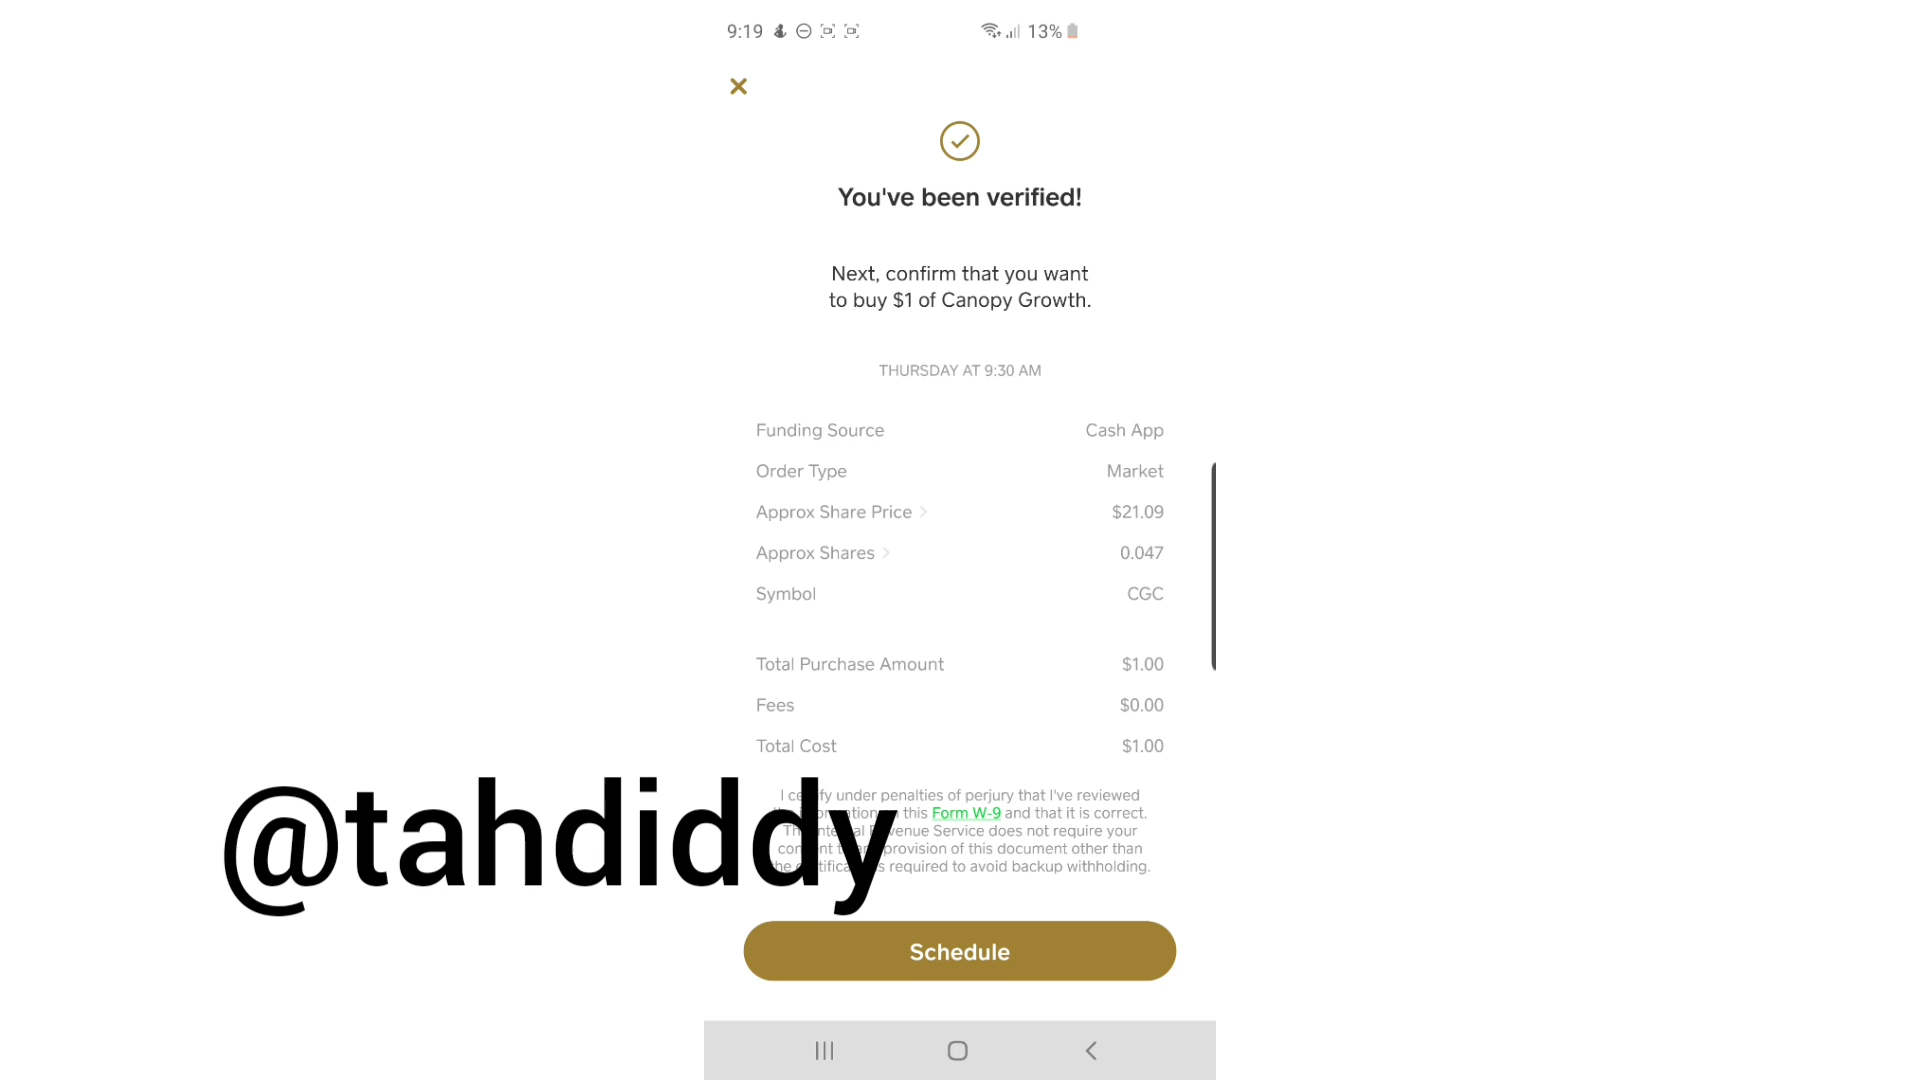 9:19
13%
You've been verified!
Next, confirm that you want
to buy $1 of Canopy Growth.
THURSDAY AT 9:30 AM
Funding Source Cash App
Order Type Market
Approx Share Price $21.09
Approx Shares 0.047
Symbol CGC
Total Purchase Amount $1.00
Fees $0.00
Total Cost $1.00
I under penalties of perjury that I've reviewed
this Form W-9 and that it is correct.
Service does not require your
provision of this document other than
required to avoid backup withholding.
@tahdiddy
Schedule